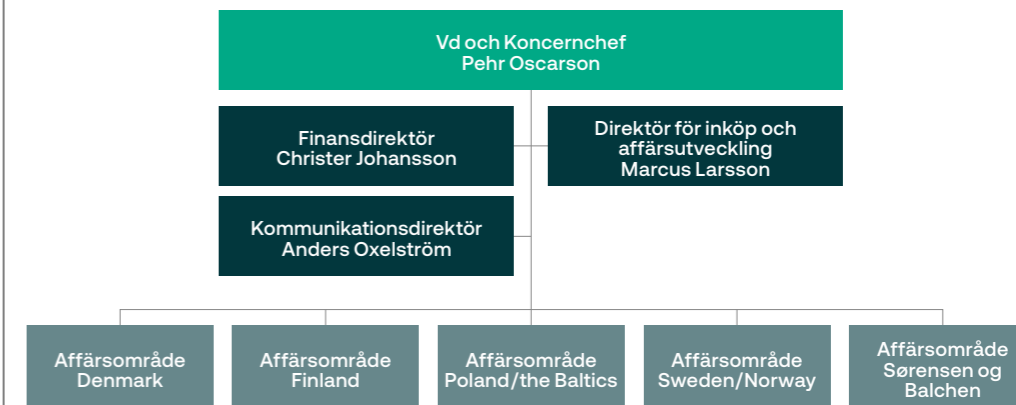 Vd och Koncernchef
Pehr Oscarson
Finansdirektör
Christer Johansson
Direktör för inköp och
affärsutveckling
Marcus Larsson
Kommunikationsdirektör
Anders Oxelström
Affärsområde
Denmark
Affärsområde
Finland
Affärsområde
Poland/the Baltics
Affärsområde
Sweden/Norway
Affärsområde
Sørensen og
Balchen